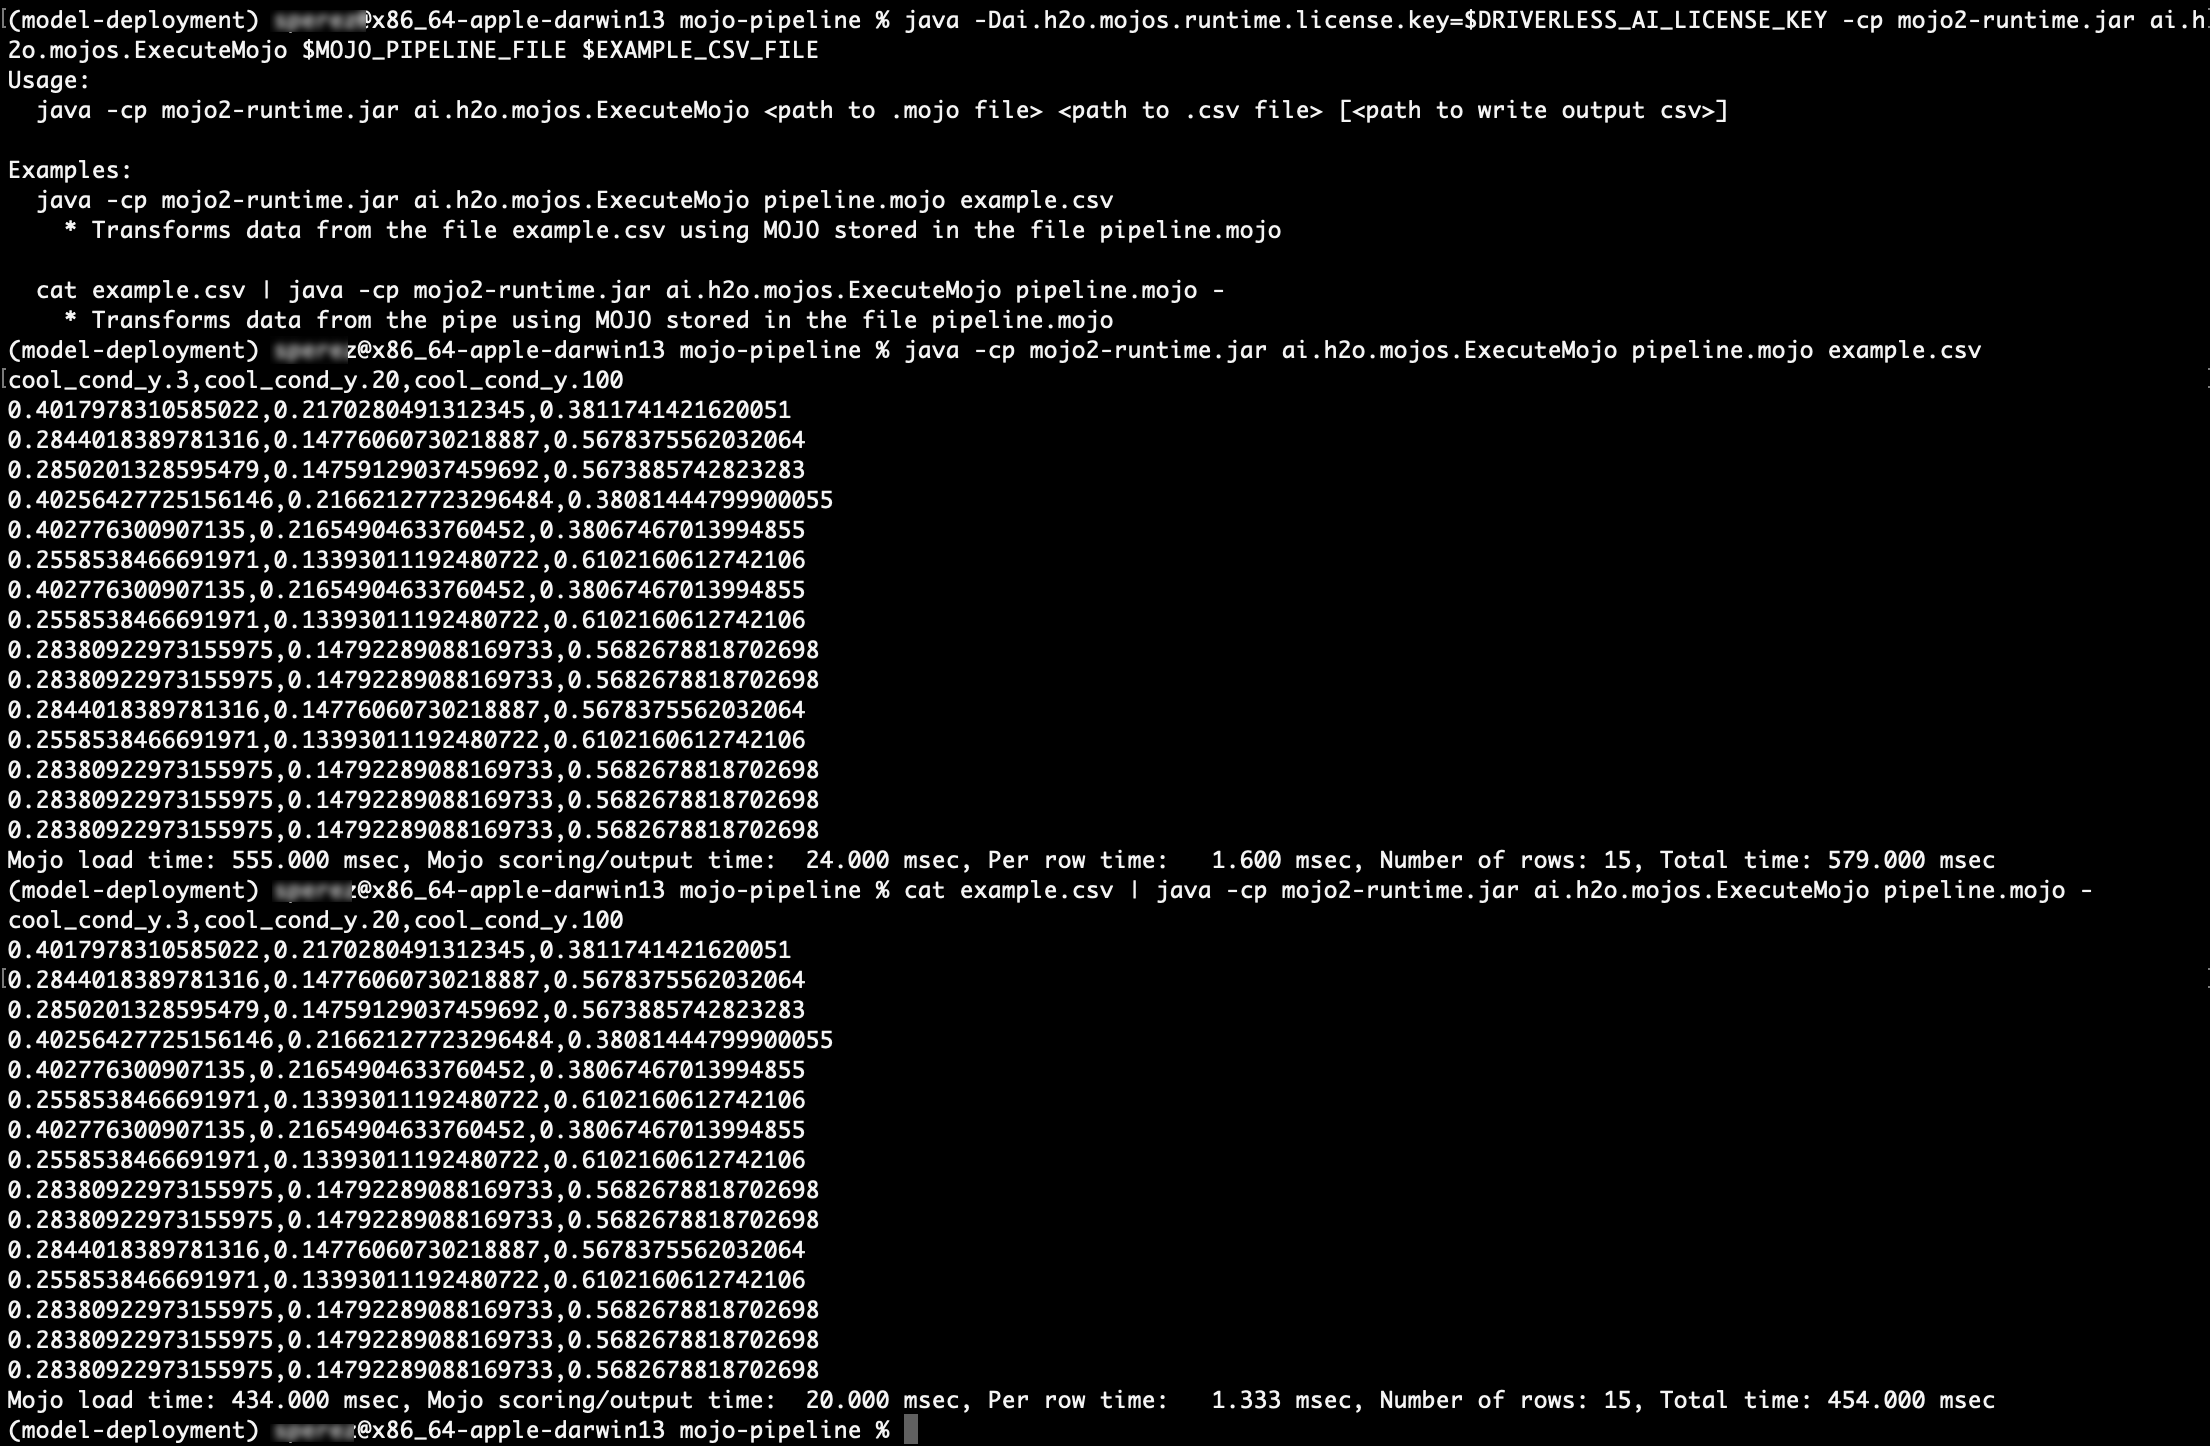 (model-deployment) @x86_64-apple-darwin13 mojo-pipeline % java -Dai.h2o.mojos.runtime.license.key=$DRIVERLESS_AI_LICENSE_KEY -cp mojo2-runtime.jar ai.h
2o.mojos.ExecuteMojo $MOJO_PIPELINE_FILE $EXAMPLE_CSV_FILE
Usage:
  java -cp mojo2-runtime.jar ai.h2o.mojos.ExecuteMojo <path to .mojo file> <path to .csv file> [<path to write output csv>]

Examples:
  java -cp mojo2-runtime.jar ai.h2o.mojos.ExecuteMojo pipeline.mojo example.csv
    * Transforms data from the file example.csv using MOJO stored in the file pipeline.mojo

  cat example.csv | java -cp mojo2-runtime.jar ai.h2o.mojos.ExecuteMojo pipeline.mojo -
    * Transforms data from the pipe using MOJO stored in the file pipeline.mojo
(model-deployment) @x86_64-apple-darwin13 mojo-pipeline % java -cp mojo2-runtime.jar ai.h2o.mojos.ExecuteMojo pipeline.mojo example.csv
cool_cond_y.3,cool_cond_y.20,cool_cond_y.100
0.4017978310585022,0.2170280491312345,0.3811741421620051
0.2844018389781316,0.14776060730218887,0.5678375562032064
0.2850201328595479,0.14759129037459692,0.5673885742823283
0.40256427725156146,0.21662127723296484,0.38081444799900055
0.402776300907135,0.21654904633760452,0.38067467013994855
0.2558538466691971,0.13393011192480722,0.6102160612742106
0.402776300907135,0.21654904633760452,0.38067467013994855
0.2558538466691971,0.13393011192480722,0.6102160612742106
0.28380922973155975,0.14792289088169733,0.5682678818702698
0.28380922973155975,0.14792289088169733,0.5682678818702698
0.2844018389781316,0.14776060730218887,0.5678375562032064
0.2558538466691971,0.13393011192480722,0.6102160612742106
0.28380922973155975,0.14792289088169733,0.5682678818702698
0.28380922973155975,0.14792289088169733,0.5682678818702698
0.28380922973155975,0.14792289088169733,0.5682678818702698
Mojo load time: 555.000 msec, Mojo scoring/output time:  24.000 msec, Per row time:   1.600 msec, Number of rows: 15, Total time: 579.000 msec
(model-deployment) @x86_64-apple-darwin13 mojo-pipeline % cat example.csv | java -cp mojo2-runtime.jar ai.h2o.mojos.ExecuteMojo pipeline.mojo -
cool_cond_y.3,cool_cond_y.20,cool_cond_y.100
0.4017978310585022,0.2170280491312345,0.3811741421620051
0.2844018389781316,0.14776060730218887,0.5678375562032064
0.2850201328595479,0.14759129037459692,0.5673885742823283
0.40256427725156146,0.21662127723296484,0.38081444799900055
0.402776300907135,0.21654904633760452,0.38067467013994855
0.2558538466691971,0.13393011192480722,0.6102160612742106
0.402776300907135,0.21654904633760452,0.38067467013994855
0.2558538466691971,0.13393011192480722,0.6102160612742106
0.28380922973155975,0.14792289088169733,0.5682678818702698
0.28380922973155975,0.14792289088169733,0.5682678818702698
0.2844018389781316,0.14776060730218887,0.5678375562032064
0.2558538466691971,0.13393011192480722,0.6102160612742106
0.28380922973155975,0.14792289088169733,0.5682678818702698
0.28380922973155975,0.14792289088169733,0.5682678818702698
0.28380922973155975,0.14792289088169733,0.5682678818702698
Mojo load time: 434.000 msec, Mojo scoring/output time:  20.000 msec, Per row time:   1.333 msec, Number of rows: 15, Total time: 454.000 msec
(model-deployment) @x86_64-apple-darwin13 mojo-pipeline %